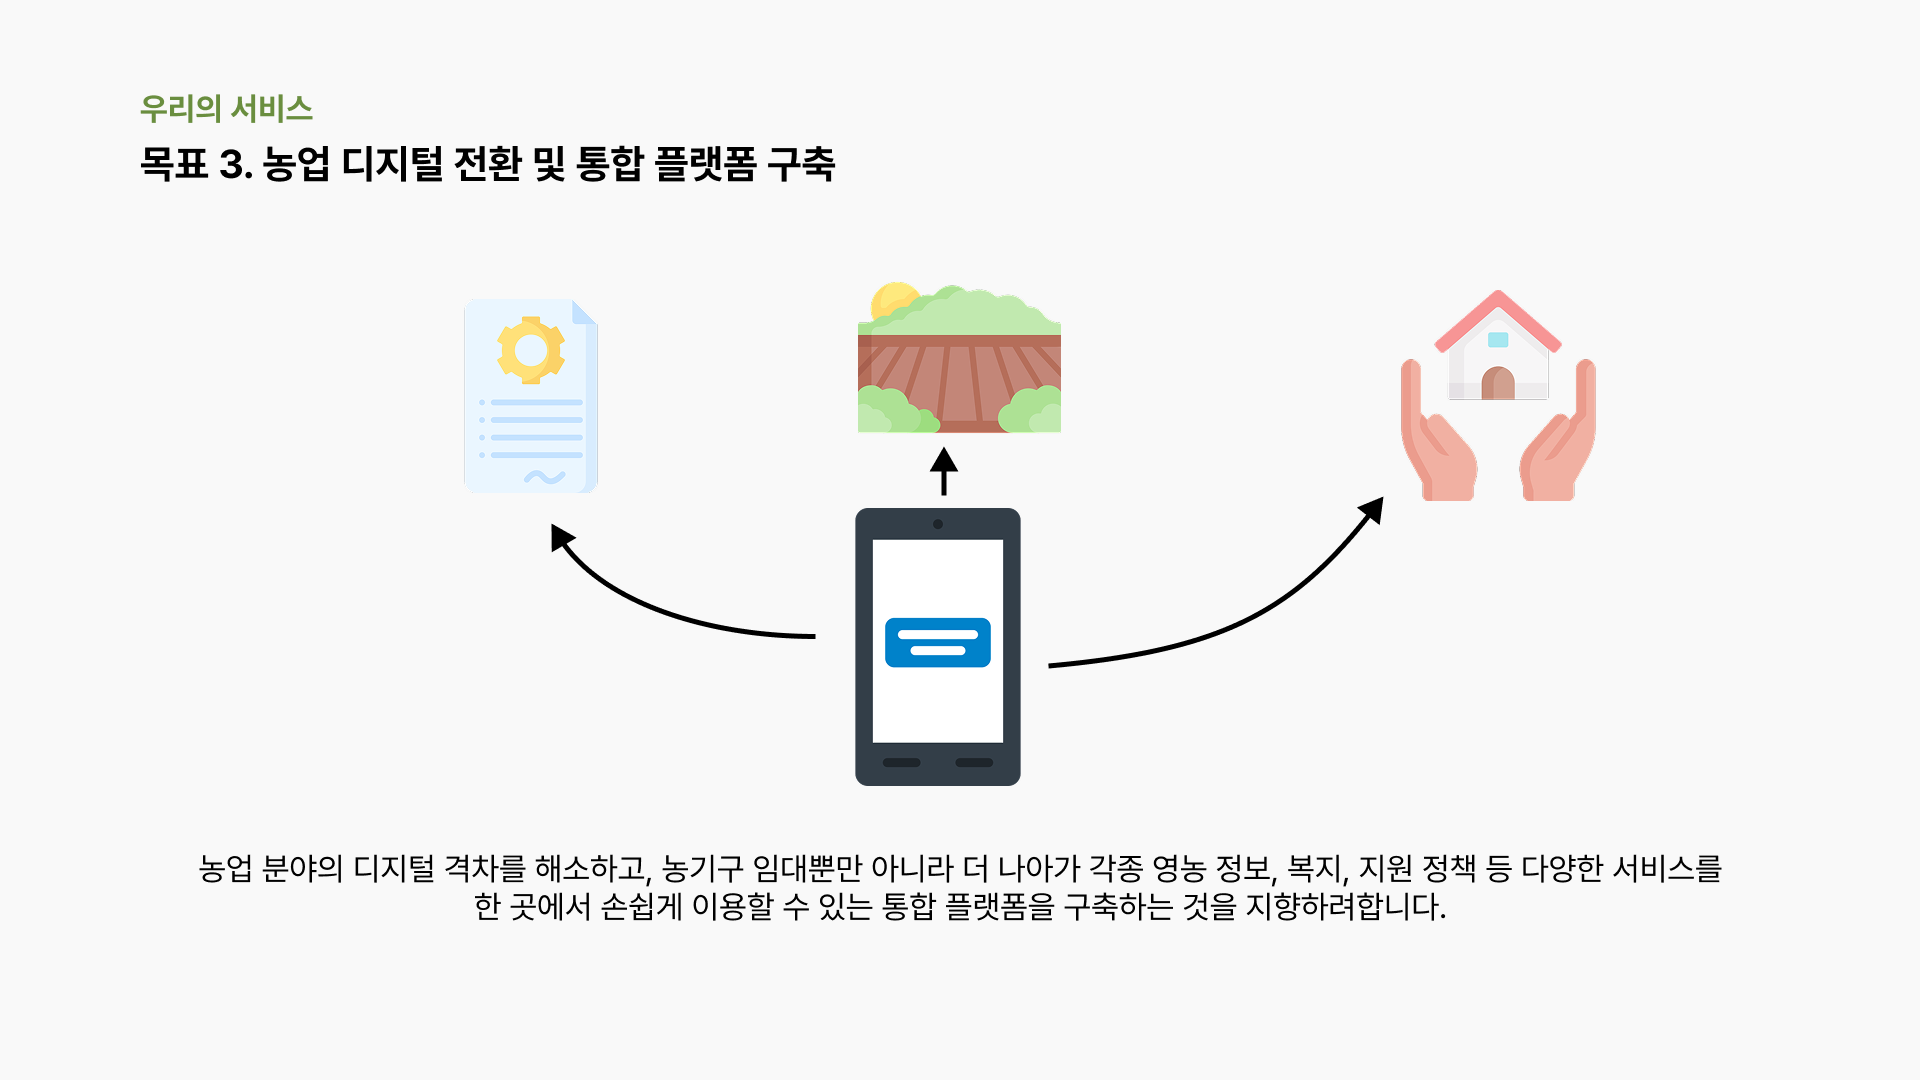 우리의 서비스
목표 3. 농업 디지털 전환 및 통합 플랫폼 구축
농업 분야의 디지털 격차를 해소하고, 농기구 임대뿐만 아니라 더 나아가 각종 영농 정보, 복지, 지원 정책 등 다양한 서비스를
한 곳에서 손쉽게 이용할 수 있는 통합 플랫폼을 구축하는 것을 지향하려합니다.